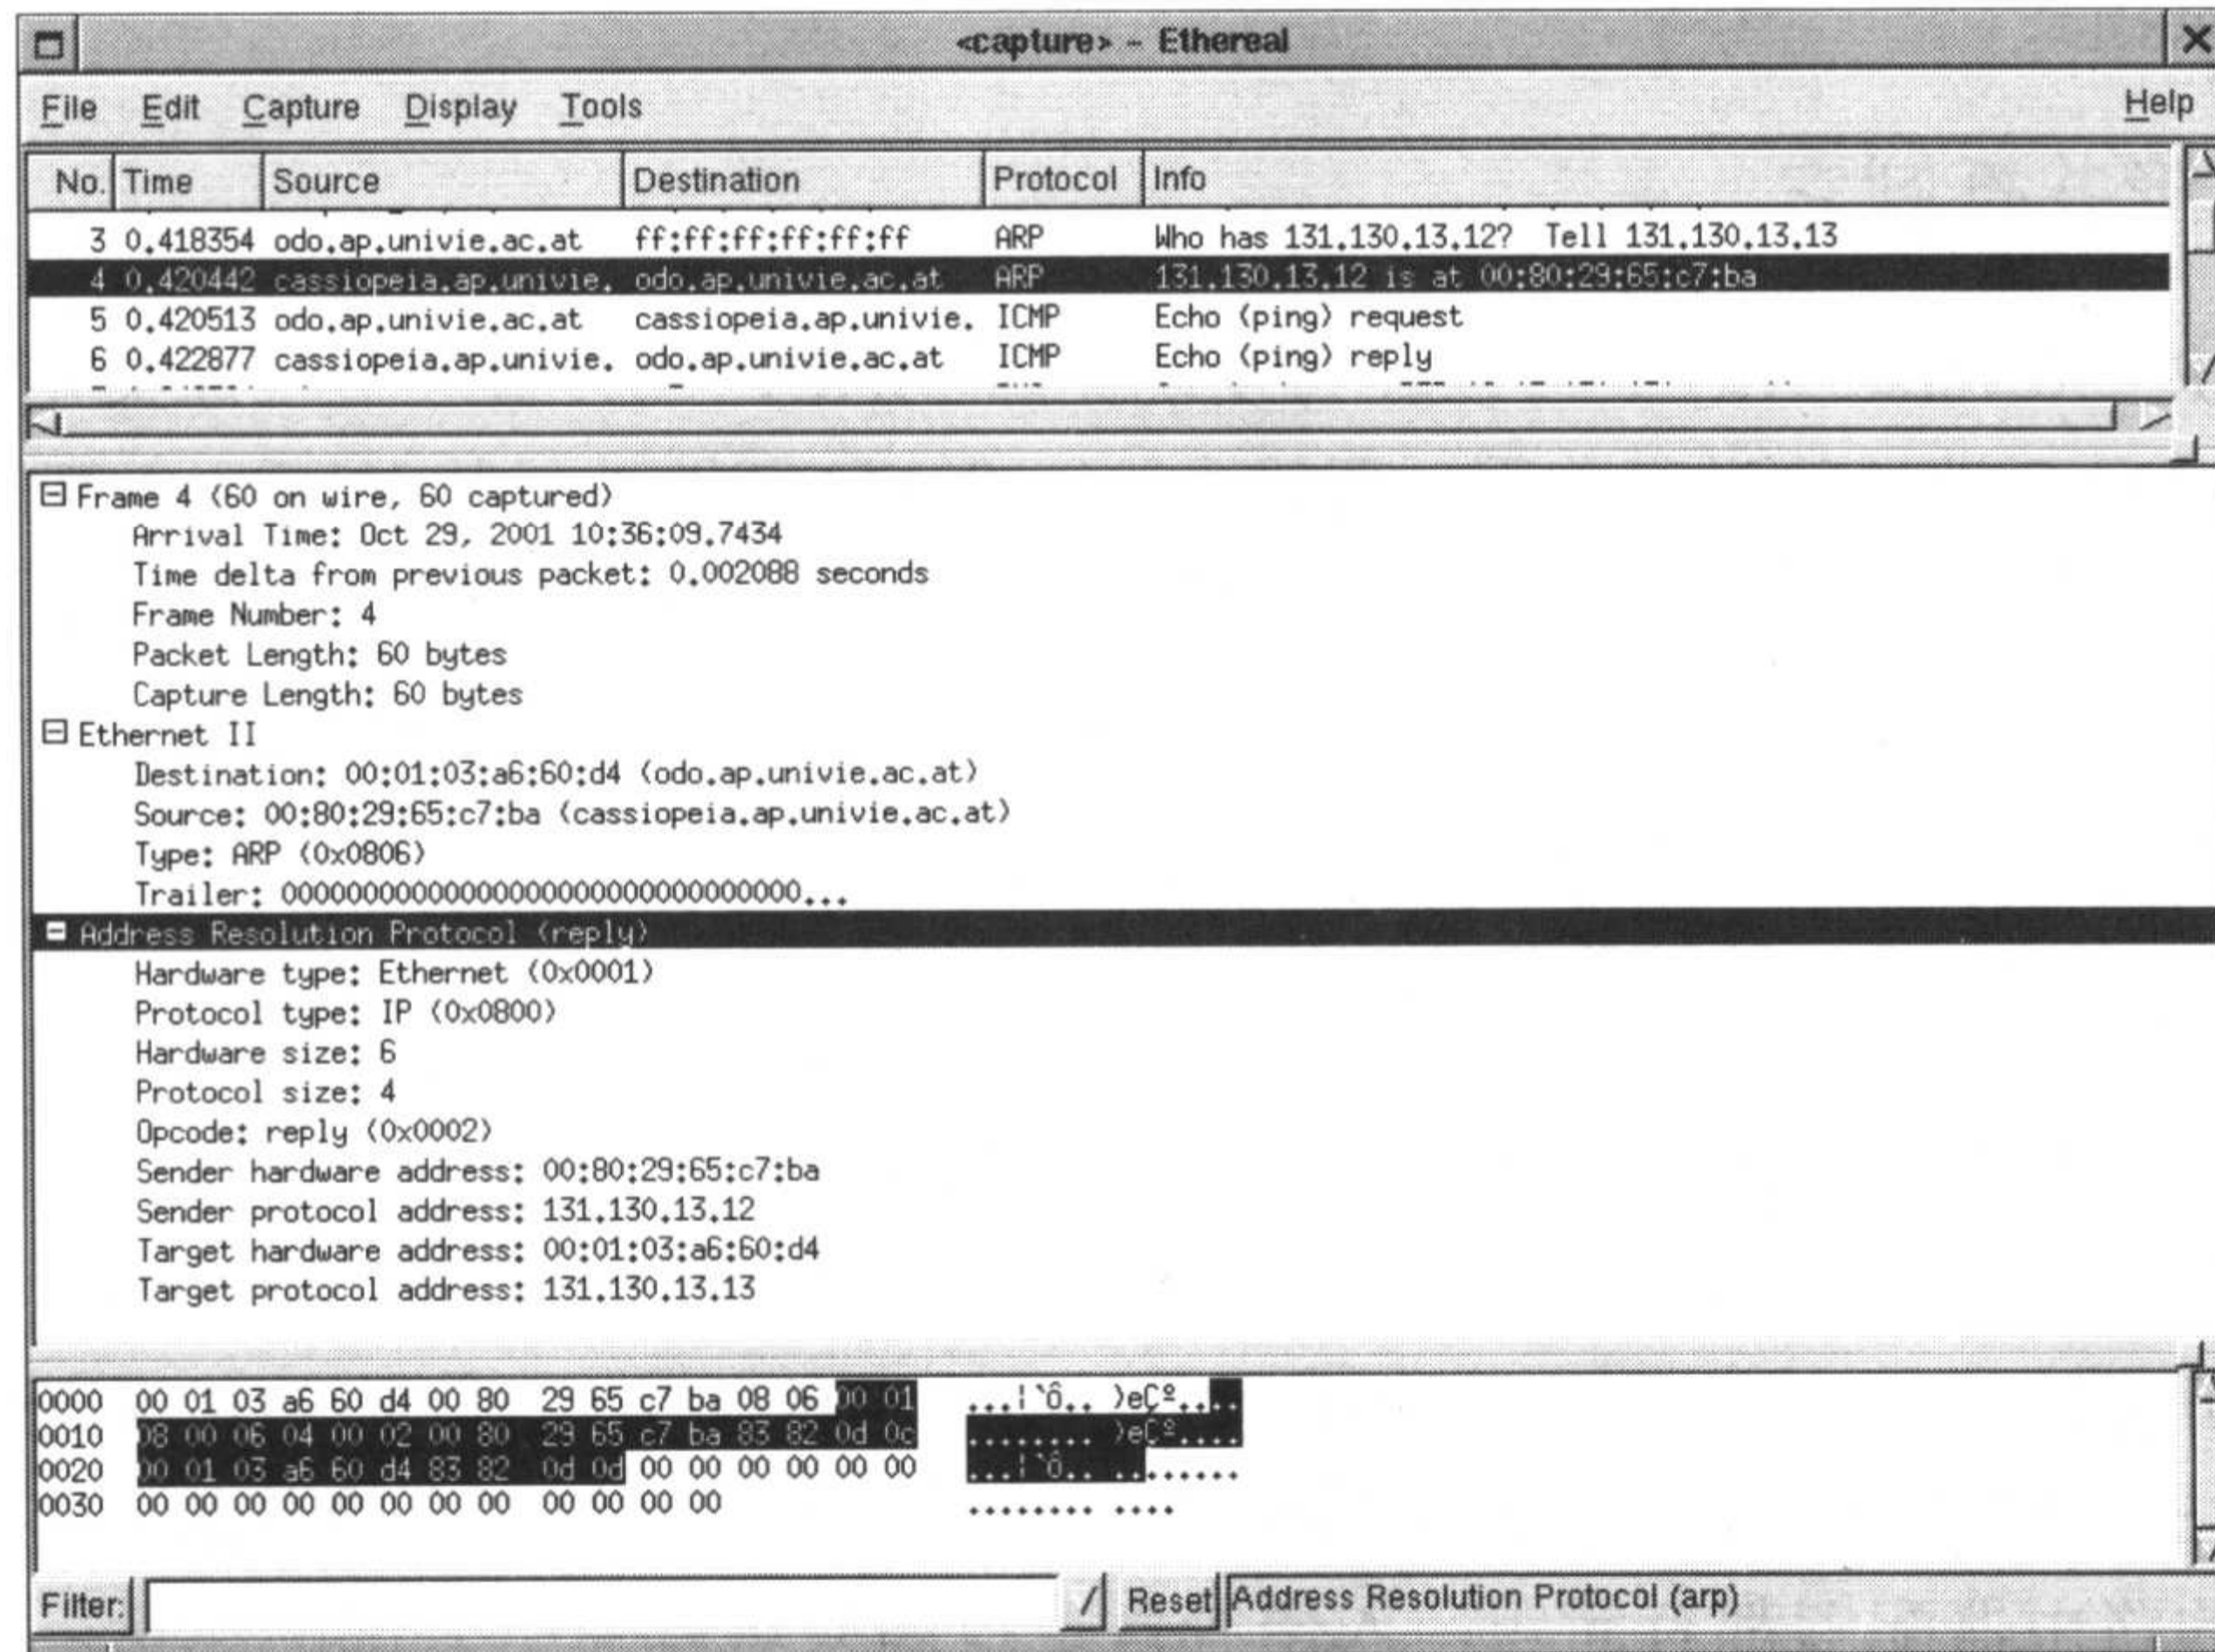 <capture> - Ethereal
File Edit Capture Display Tools Help
No. Time Source Destination Protocol Info
3 0.418354 odo.ap.univie.ac.at ff:ff:ff:ff:ff:ff ARP Who has 131.130.13.12? Tell 131.130.13.13
4 0.420442 cassiopeia.ap.univie. odo.ap.univie.ac.at ARP 131.130.13.12 is at 00:80:29:65:c7:ba
5 0.420513 odo.ap.univie.ac.at cassiopeia.ap.univie. ICMP Echo (ping) request
6 0.422877 cassiopeia.ap.univie. odo.ap.univie.ac.at ICMP Echo (ping) reply
Frame 4 (60 on wire, 60 captured)
Arrival Time: Oct 29, 2001 10:36:09.7434
Time delta from previous packet: 0.002088 seconds
Frame Number: 4
Packet Length: 60 bytes
Capture Length: 60 bytes
Ethernet II
Destination: 00:01:03:a6:60:d4 (odo.ap.univie.ac.at)
Source: 00:80:29:65:c7:ba (cassiopeia.ap.univie.ac.at)
Type: ARP (0x0806)
Trailer: 00000000000000000000000000000000...
Address Resolution Protocol (reply)
Hardware type: Ethernet (0x0001)
Protocol type: IP (0x0800)
Hardware size: 6
Protocol size: 4
Opcode: reply (0x0002)
Sender hardware address: 00:80:29:65:c7:ba
Sender protocol address: 131.130.13.12
Target hardware address: 00:01:03:a6:60:d4
Target protocol address: 131.130.13.13
0000 00 01 03 a6 60 d4 00 80 29 65 c7 ba 08 06 00 01 ...¦`ô.. )eÇº....
0010 08 00 06 04 00 02 00 80 29 65 c7 ba 83 82 0d 0c ........ )eÇº....
0020 00 01 03 a6 60 d4 83 82 0d 0d 00 00 00 00 00 00 ...¦`ô.. ........
0030 00 00 00 00 00 00 00 00 00 00 00 00 ........ ....
Filter: / Reset Address Resolution Protocol (arp)